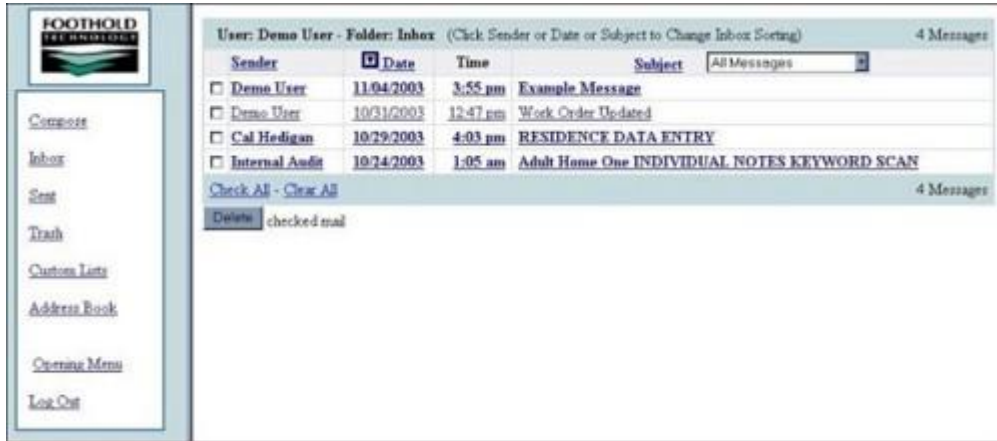 FOOTHOLD
TECHNOLOGY
Compose
Inbox
Sent
Trash
Custom Lists
Address Book
Opening Menu
Log Out
User: Demo User - Folder: Inbox (Click Sender or Date or Subject to Change Inbox Sorting) 4 Messages
Sender Date Time Subject All Messages
Demo User 11/04/2003 3:55 pm Example Message
Demo User 10/31/2003 12:47 pm Work Order Updated
Cal Hedigan 10/29/2003 4:03 pm RESIDENCE DATA ENTRY
Internal Audit 10/24/2003 1:05 am Adult Home One INDIVIDUAL NOTES KEYWORD SCAN
Check All - Clear All 4 Messages
Delete checked mail